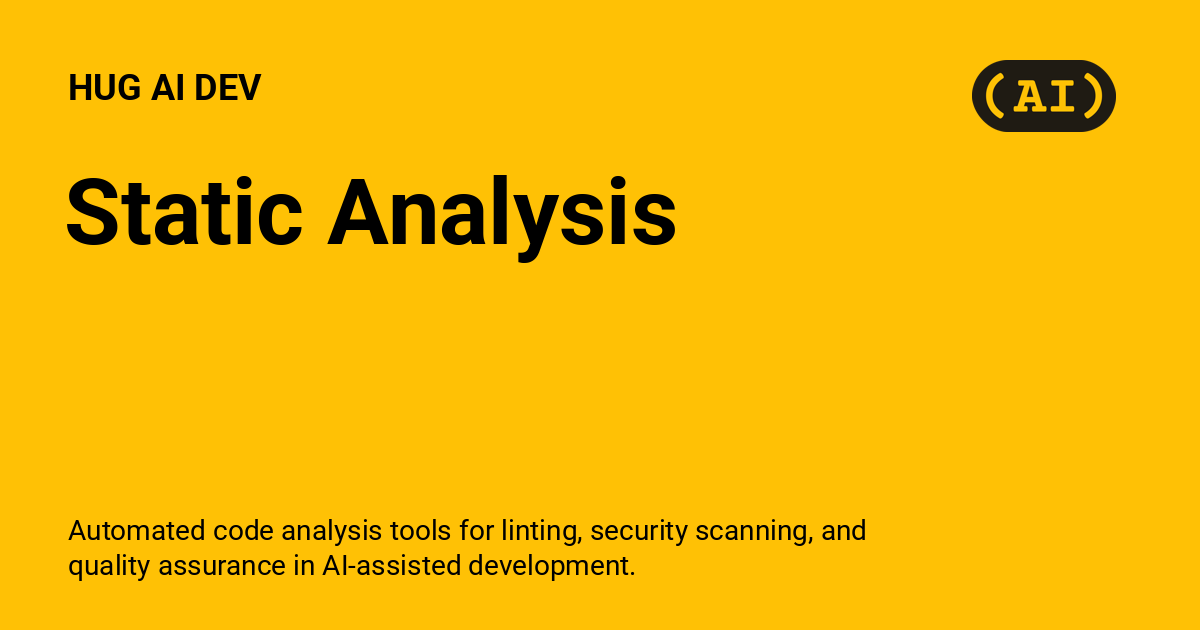 HUG AI DEV
(AI)
Static Analysis
Automated code analysis tools for linting, security scanning, and
quality assurance in AI-assisted development.